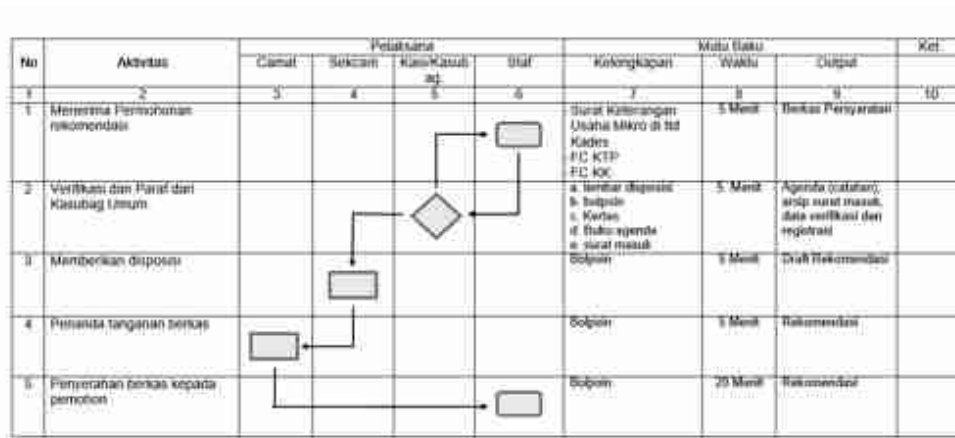 No Aktivitas Pelaksana Mutu Baku Ket.
Camat Sekcam Kasi/Kasub ag. Staf Kelengkapan Waktu Output
1 2 3 4 5 6 7 8 9 10
1 Menerima Permohonan rekomendasi
Surat Keterangan
Usaha Mikro di ttd
Kades
FC KTP
FC KK
5 Menit
Berkas Persyaratan
2 Verifikasi dan Paraf dari
Kasubag Umum
a. lembar disposisi
b. bolpoin
c. Kertas
d. Buku agenda
e. surat masuk
5 Menit
Agenda (catatan),
arsip surat masuk,
data verifikasi dan
registrasi
3 Memberikan disposisi
Bolpoin
5 Menit
Draft Rekomendasi
4 Penanda tanganan berkas
Bolpoin
5 Menit
Rekomendasi
5 Penyerahan berkas kepada
pemohon
Bolpoin
20 Menit
Rekomendasi